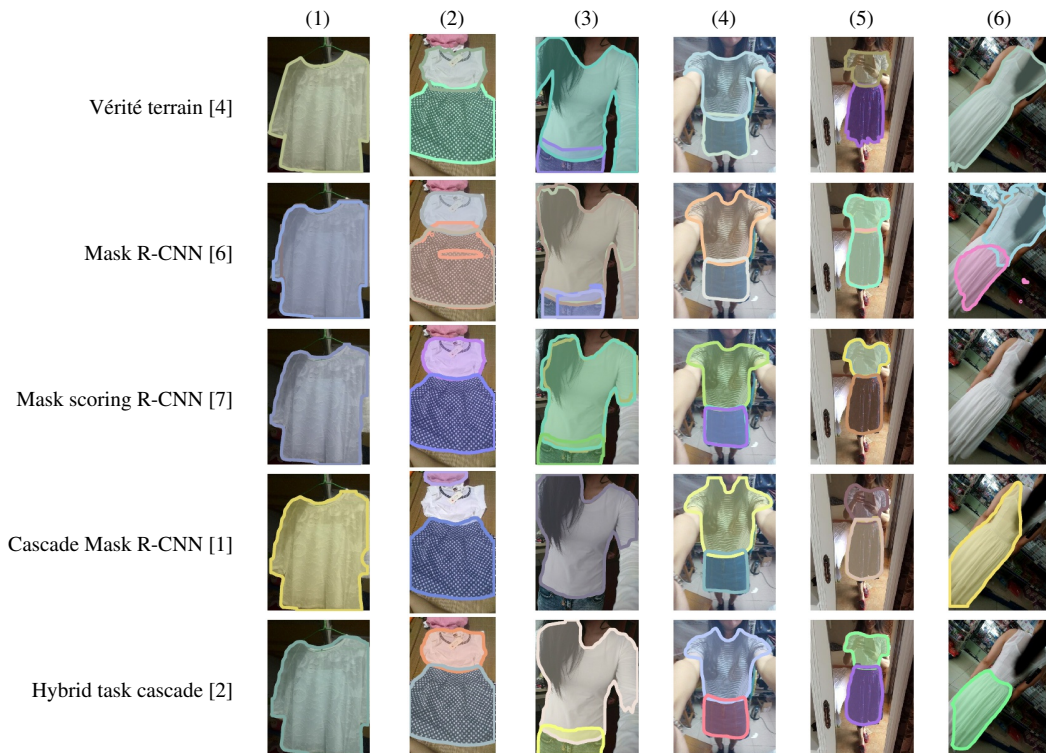 (1) (2) (3) (4) (5) (6)
Vérité terrain [4]
Mask R-CNN [6]
Mask scoring R-CNN [7]
Cascade Mask R-CNN [1]
Hybrid task cascade [2]